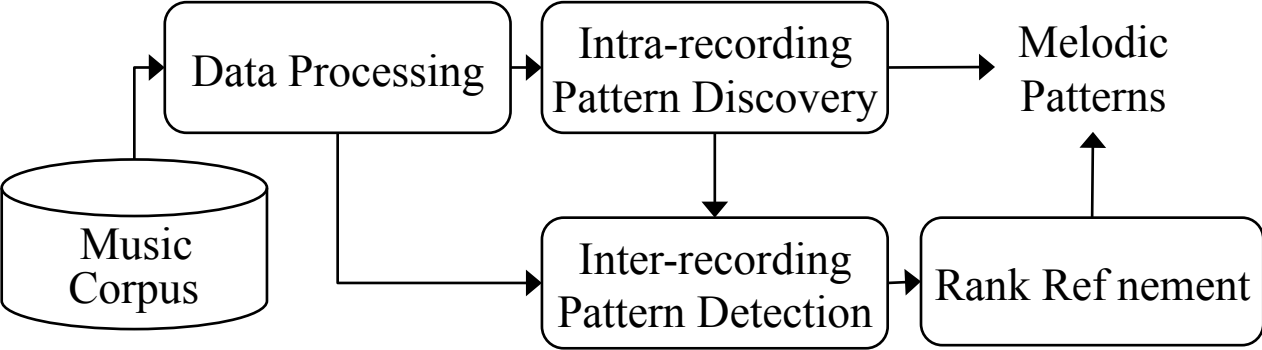 Data Processing
Intra-recording
Pattern Discovery
Melodic
Patterns
Music
Corpus
Inter-recording
Pattern Detection
Rank Ref nement